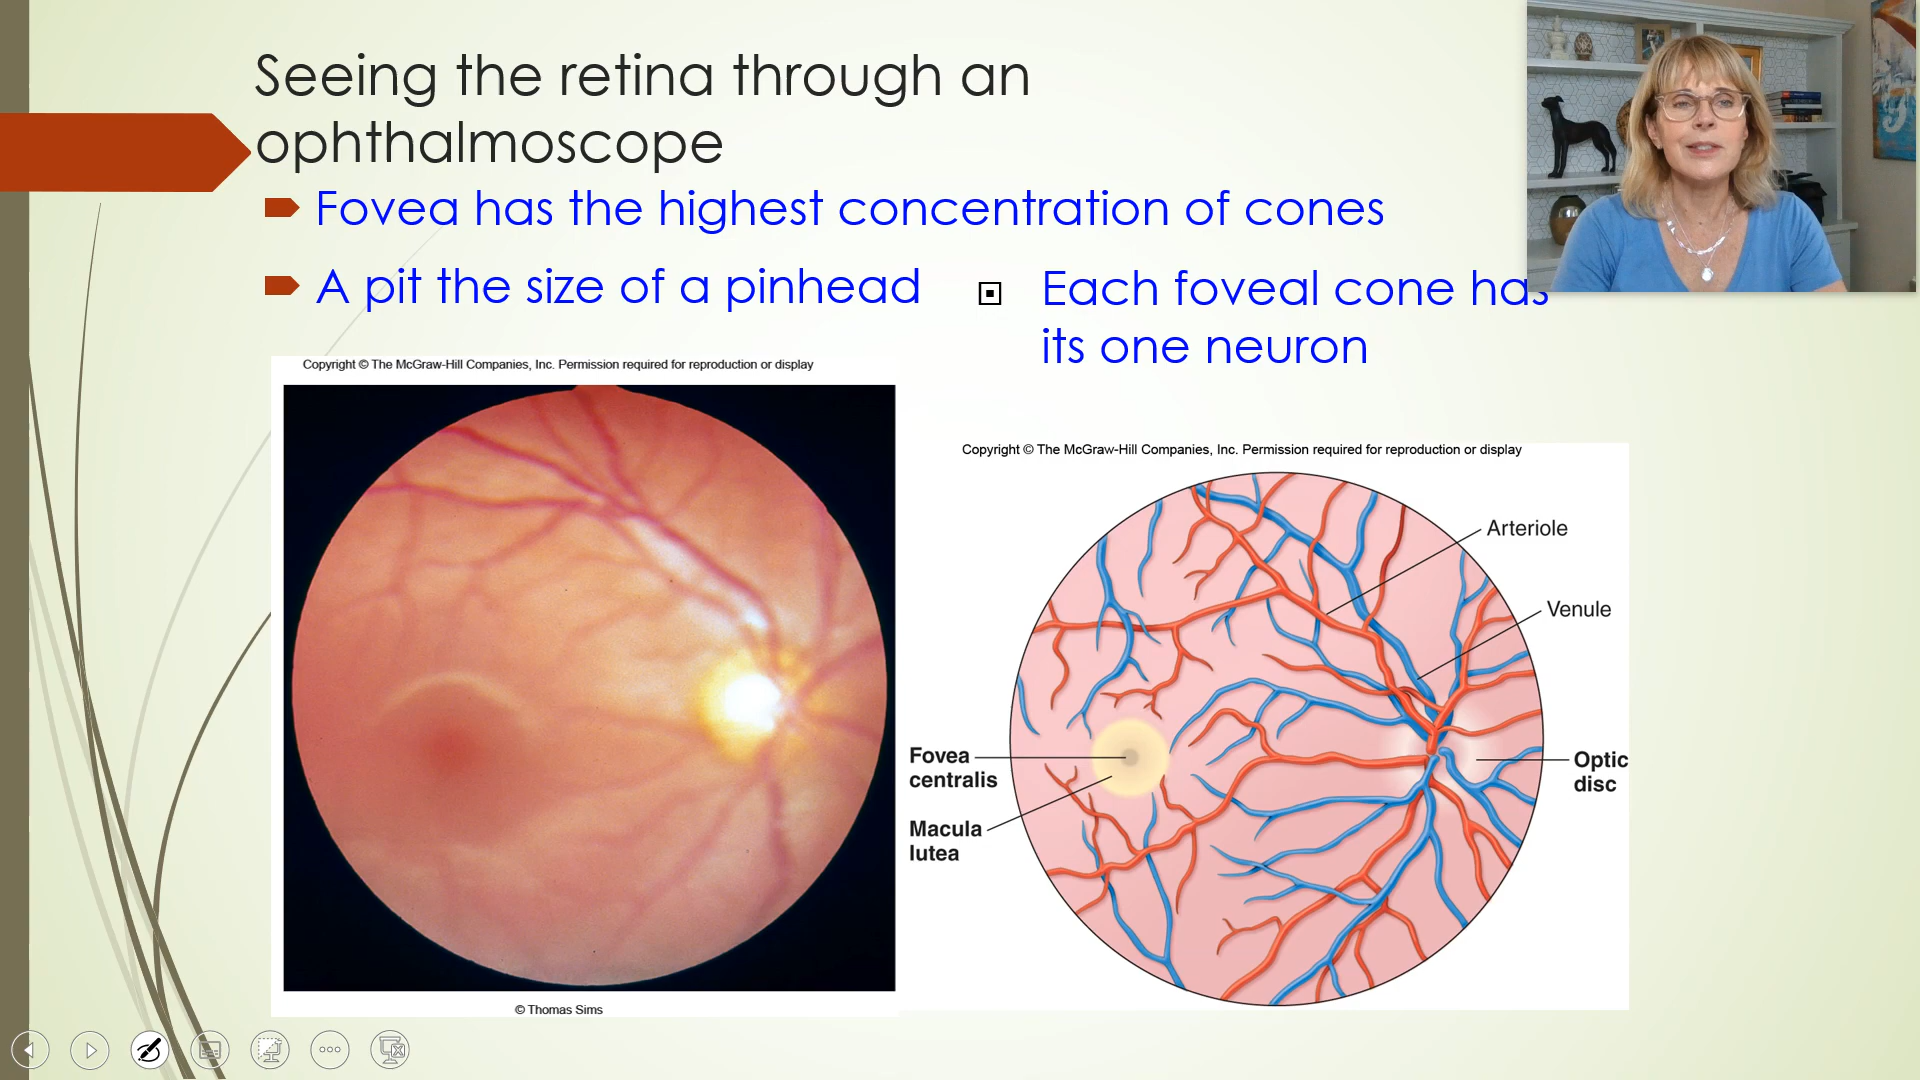 Seeing the retina through an
ophthalmoscope
Fovea has the highest concentration of cones
A pit the size of a pinhead
Each foveal cone has
its one neuron
Copyright © The McGraw-Hill Companies, Inc. Permission required for reproduction or display
© Thomas Sims
Copyright © The McGraw-Hill Companies, Inc. Permission required for reproduction or display
Arteriole
Venule
Fovea
centralis
Macula
lutea
Optic
disc